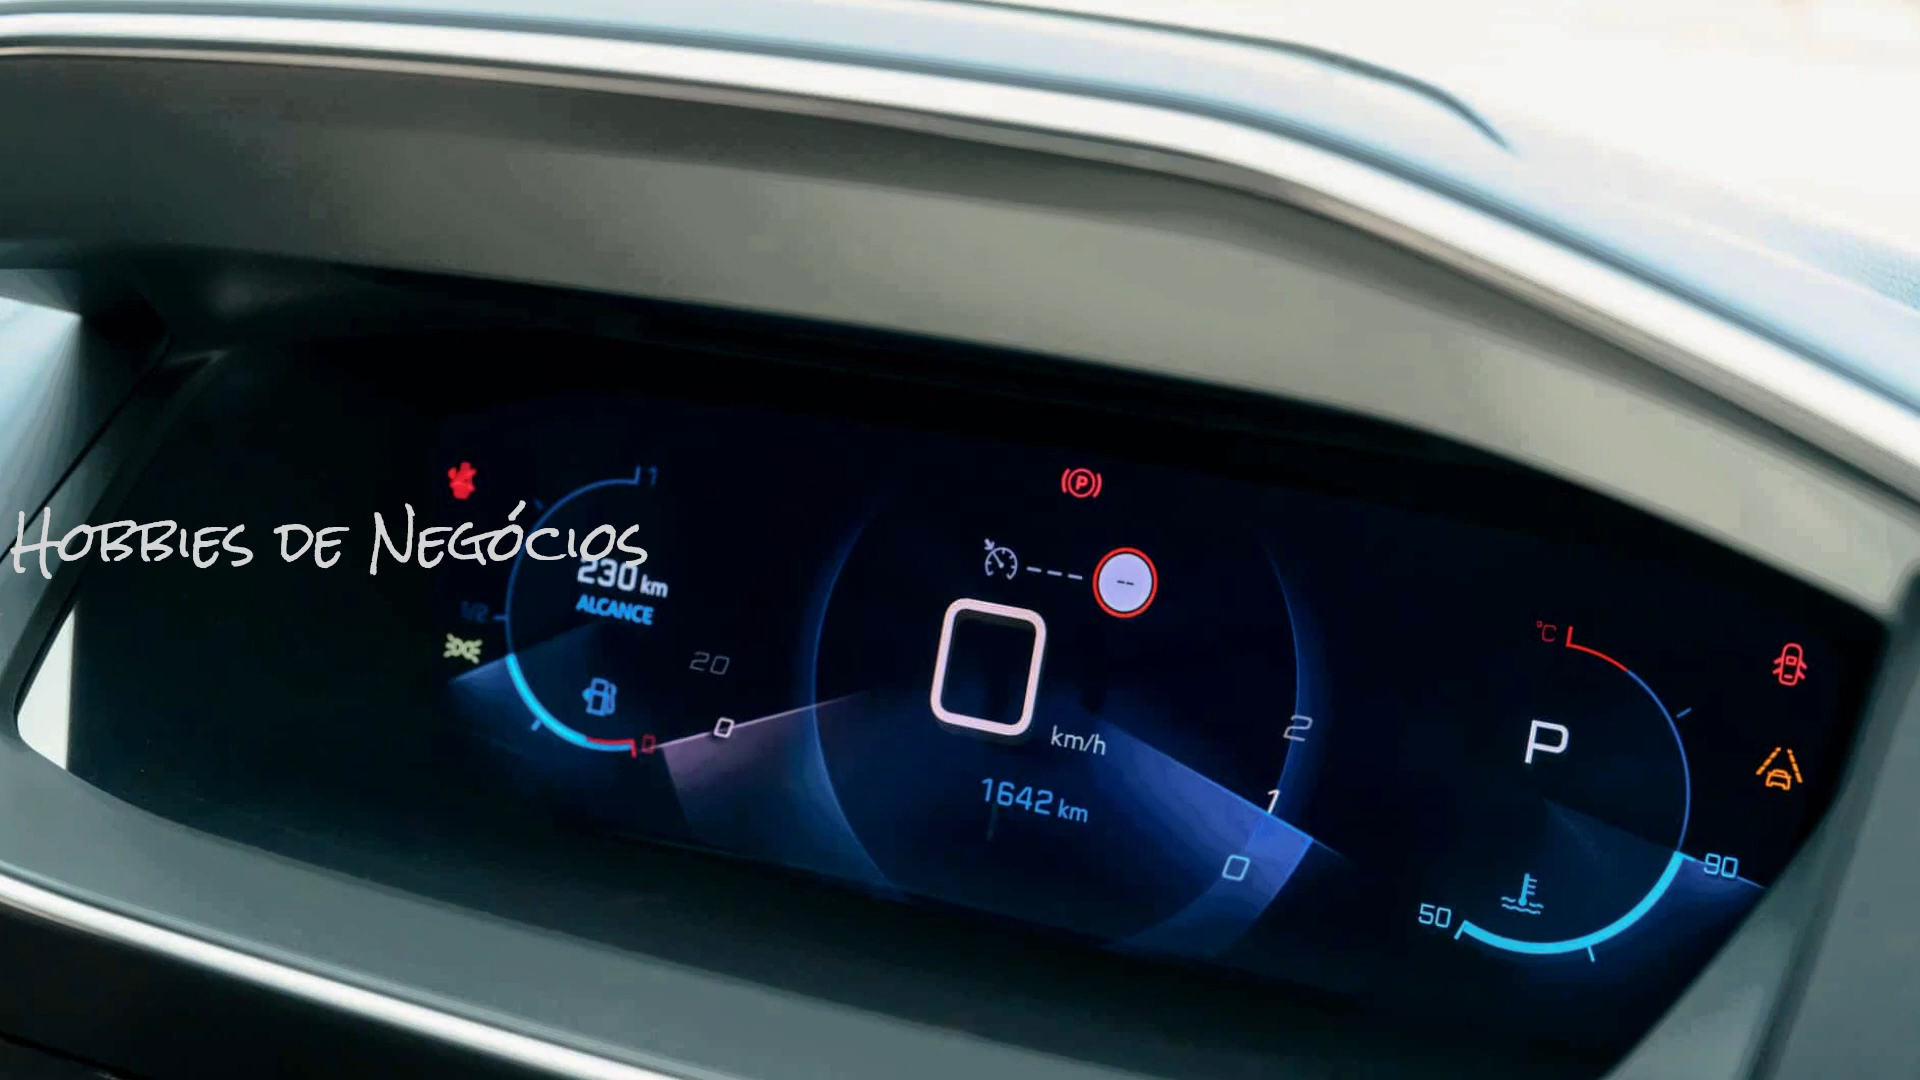 1
P
Hobbies de Negócios
230 km
ALCANCE
1/2
--
---
20
0
0
km/h
1642 km
2
1
0
°C
P
90
50